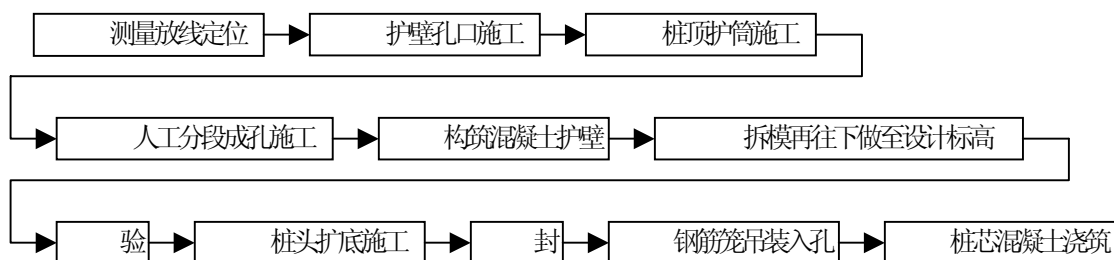 测量放线定位
护壁孔口施工
桩顶护筒施工
人工分段成孔施工
构筑混凝土护壁
拆模再往下做至设计标高
验
桩头扩底施工
封
钢筋笼吊装入孔
桩芯混凝土浇筑